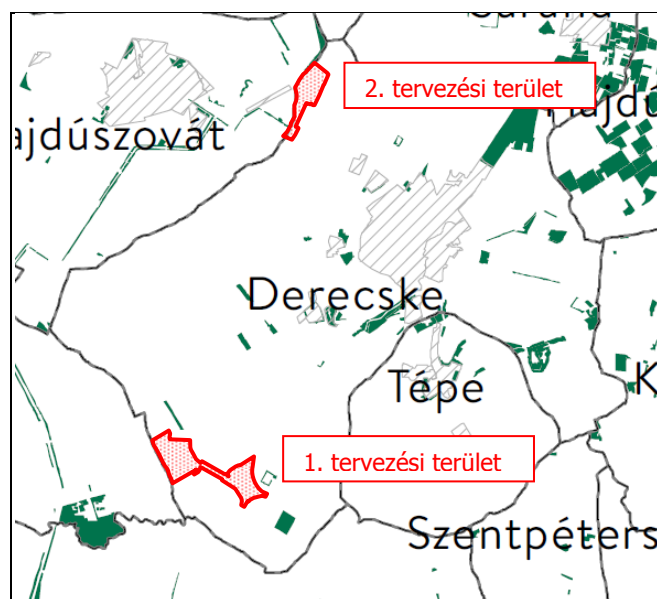 2. tervezési terület
ajdúszovát
Derecske
Tépe
K
1. tervezési terület
Szentpéters